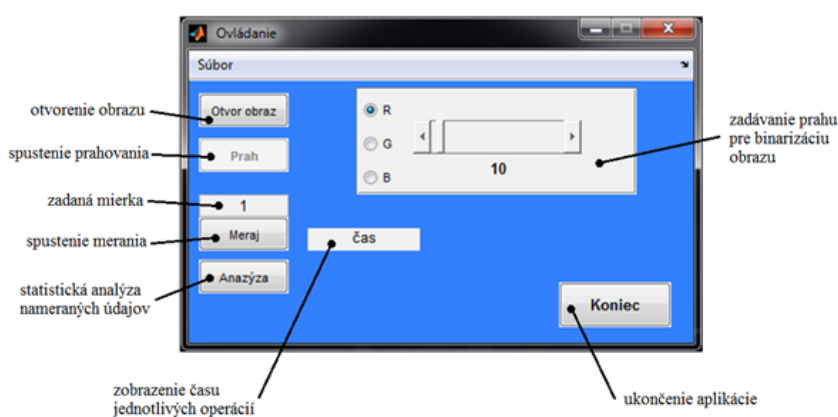 Ovládanie
Súbor
otvorenie obrazu
Otvor obraz
R
G
B
10
zadávanie prahu
pre binarizáciu
obrazu
spustenie prahovania
Prah
zadaná mierka
1
spustenie merania
Meraj
čas
statistická analýza
nameraných údajov
Anazýza
Koniec
zobrazenie času
jednotlivých operácií
ukončenie aplikácie